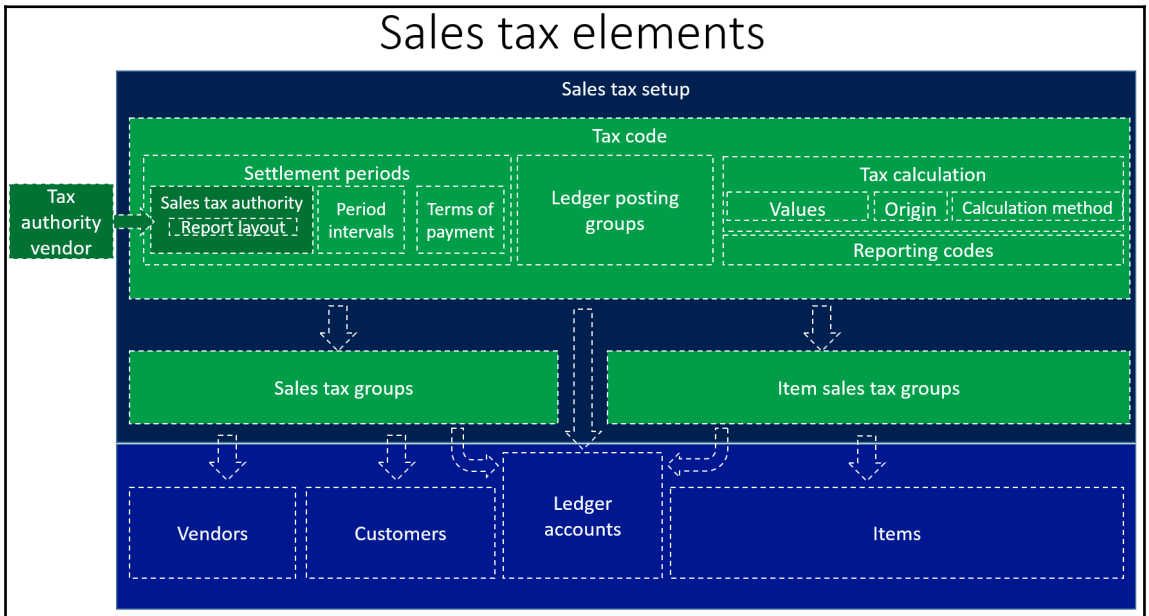 Sales tax elements
Sales tax setup
Tax code
Settlement periods
Sales tax authority
Report layout
Period
intervals
Terms of
payment
Ledger posting
groups
Tax calculation
Values
Origin
Calculation method
Reporting codes
Tax
authority
vendor
Sales tax groups
Item sales tax groups
Vendors
Customers
Ledger
accounts
Items